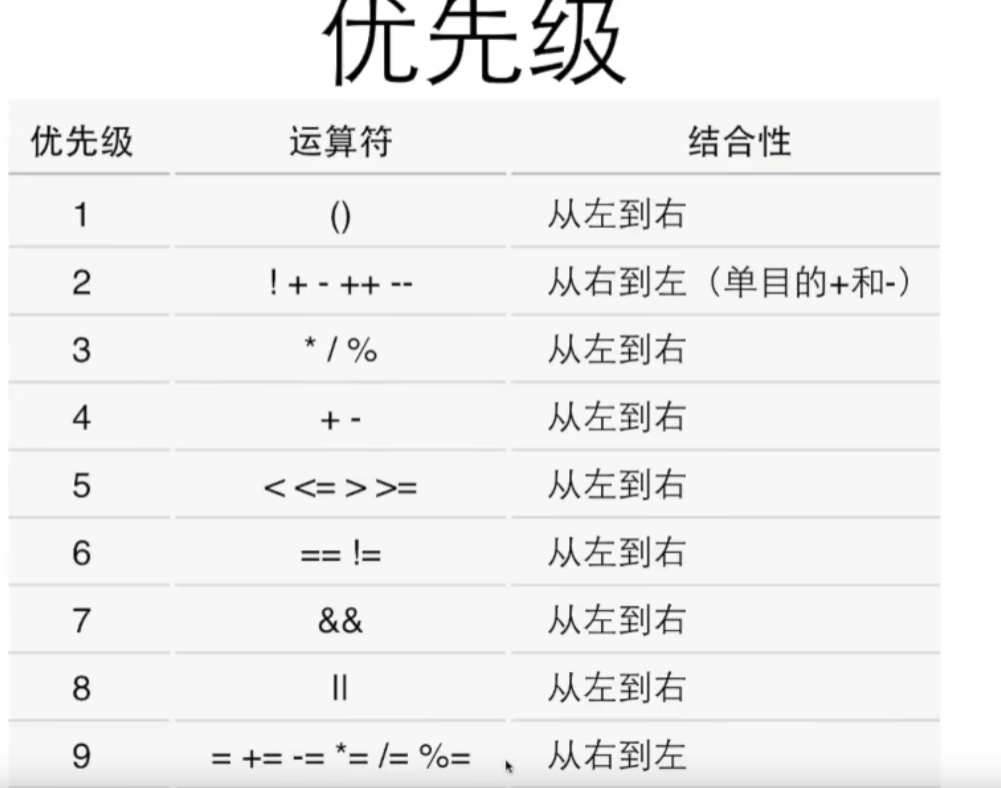 优先级
优先级 运算符 结合性
1 () 从左到右
2 ! + - ++ -- 从右到左（单目的+和-）
3 * / % 从左到右
4 + - 从左到右
5 < <= > >= 从左到右
6 == != 从左到右
7 && 从左到右
8 || 从左到右
9 = += -= *= /= %= 从右到左